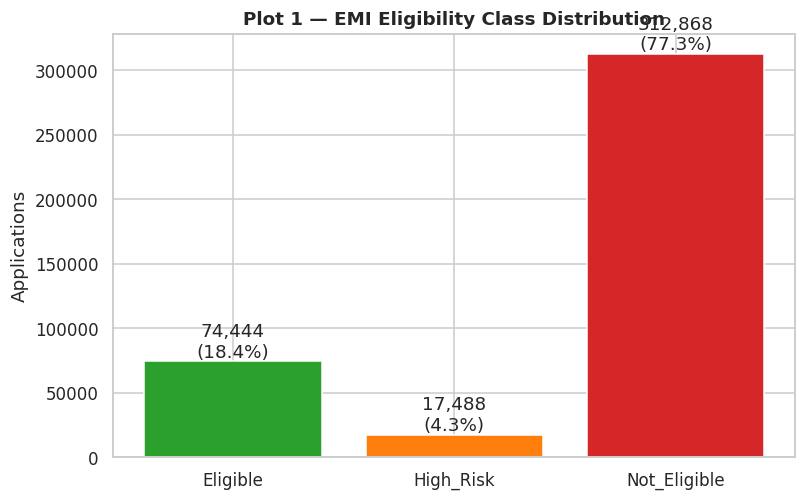 Plot 1 — EMI Eligibility Class Distribution
312,868
(77.3%)
300000
250000
200000
150000
100000
50000
0
Applications
74,444
(18.4%)
17,488
(4.3%)
Eligible
High_Risk
Not_Eligible